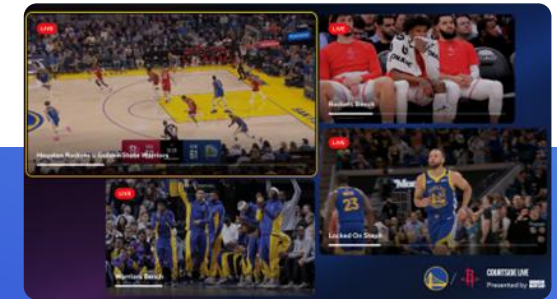 LIVE
Houston Rockets v Golden State Warriors
LIVE
Rockets Bench
LIVE
23
Locked On Steph
LIVE
Warriors Bench
COURTSIDE LIVE
Presented by